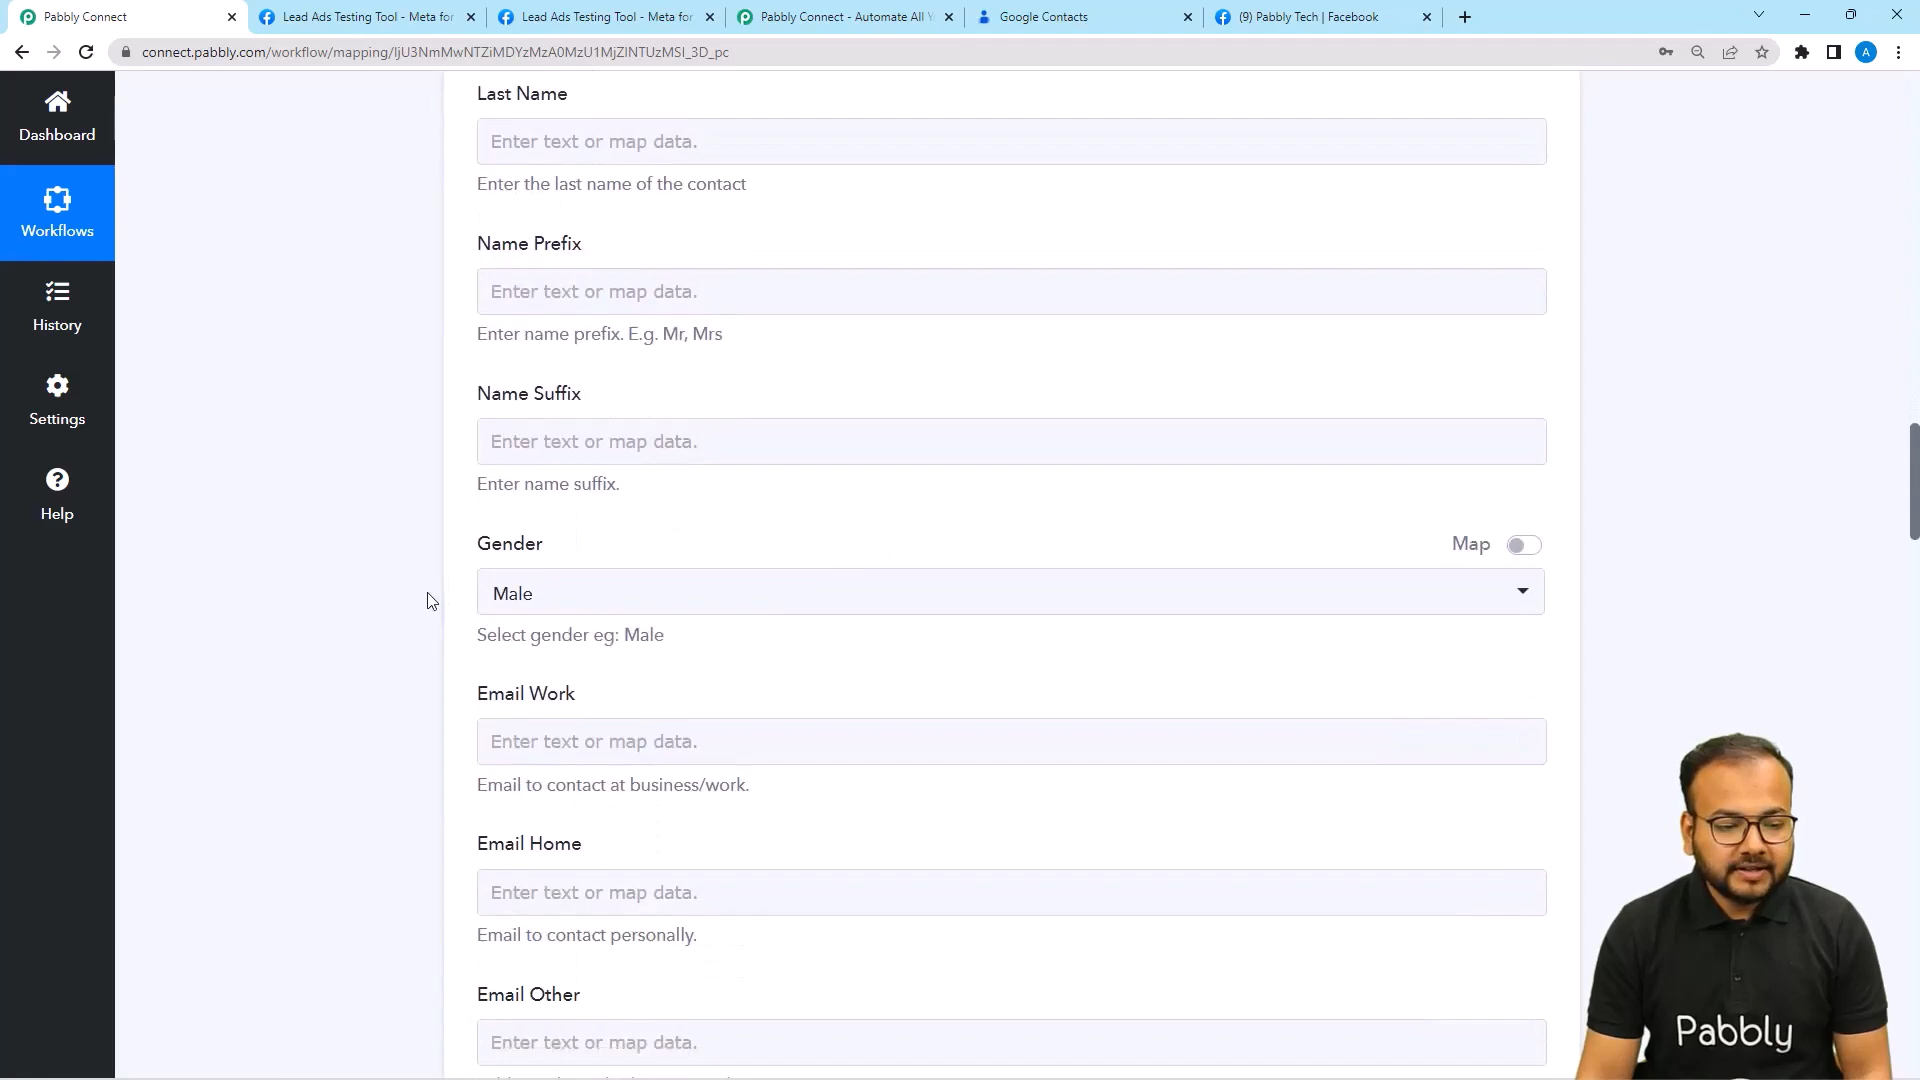 Pabbly Connect
Lead Ads Testing Tool - Meta for
Lead Ads Testing Tool - Meta for
Pabbly Connect - Automate All Y
Google Contacts
(9) Pabbly Tech | Facebook
connect.pabbly.com/workflow/mapping/IjU3NmMwNTZiMDYzMzA0MzU1MjZlNTUzMSI_3D_pc
A
Dashboard
Workflows
History
Settings
Help
Last Name
Enter text or map data.
Enter the last name of the contact
Name Prefix
Enter text or map data.
Enter name prefix. E.g. Mr, Mrs
Name Suffix
Enter text or map data.
Enter name suffix.
Gender
Map
Male
Select gender eg: Male
Email Work
Enter text or map data.
Email to contact at business/work.
Email Home
Enter text or map data.
Email to contact personally.
Email Other
Enter text or map data.
Pabbly